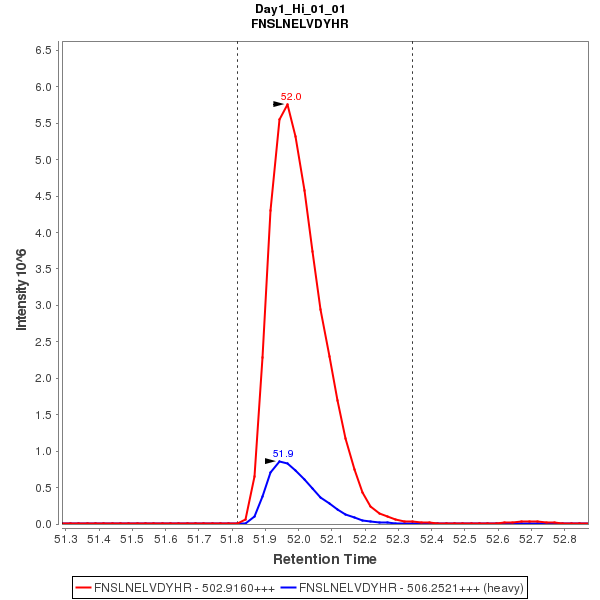 Day1_Hi_01_01
FNSLNELVDYHR
Intensity 10^6
6.5
6.0
5.5
5.0
4.5
4.0
3.5
3.0
2.5
2.0
1.5
1.0
0.5
0.0
52.0
51.9
51.3 51.4 51.5 51.6 51.7 51.8 51.9 52.0 52.1 52.2 52.3 52.4 52.5 52.6 52.7 52.8
Retention Time
FNSLNELVDYHR - 502.9160+++ FNSLNELVDYHR - 506.2521+++ (heavy)